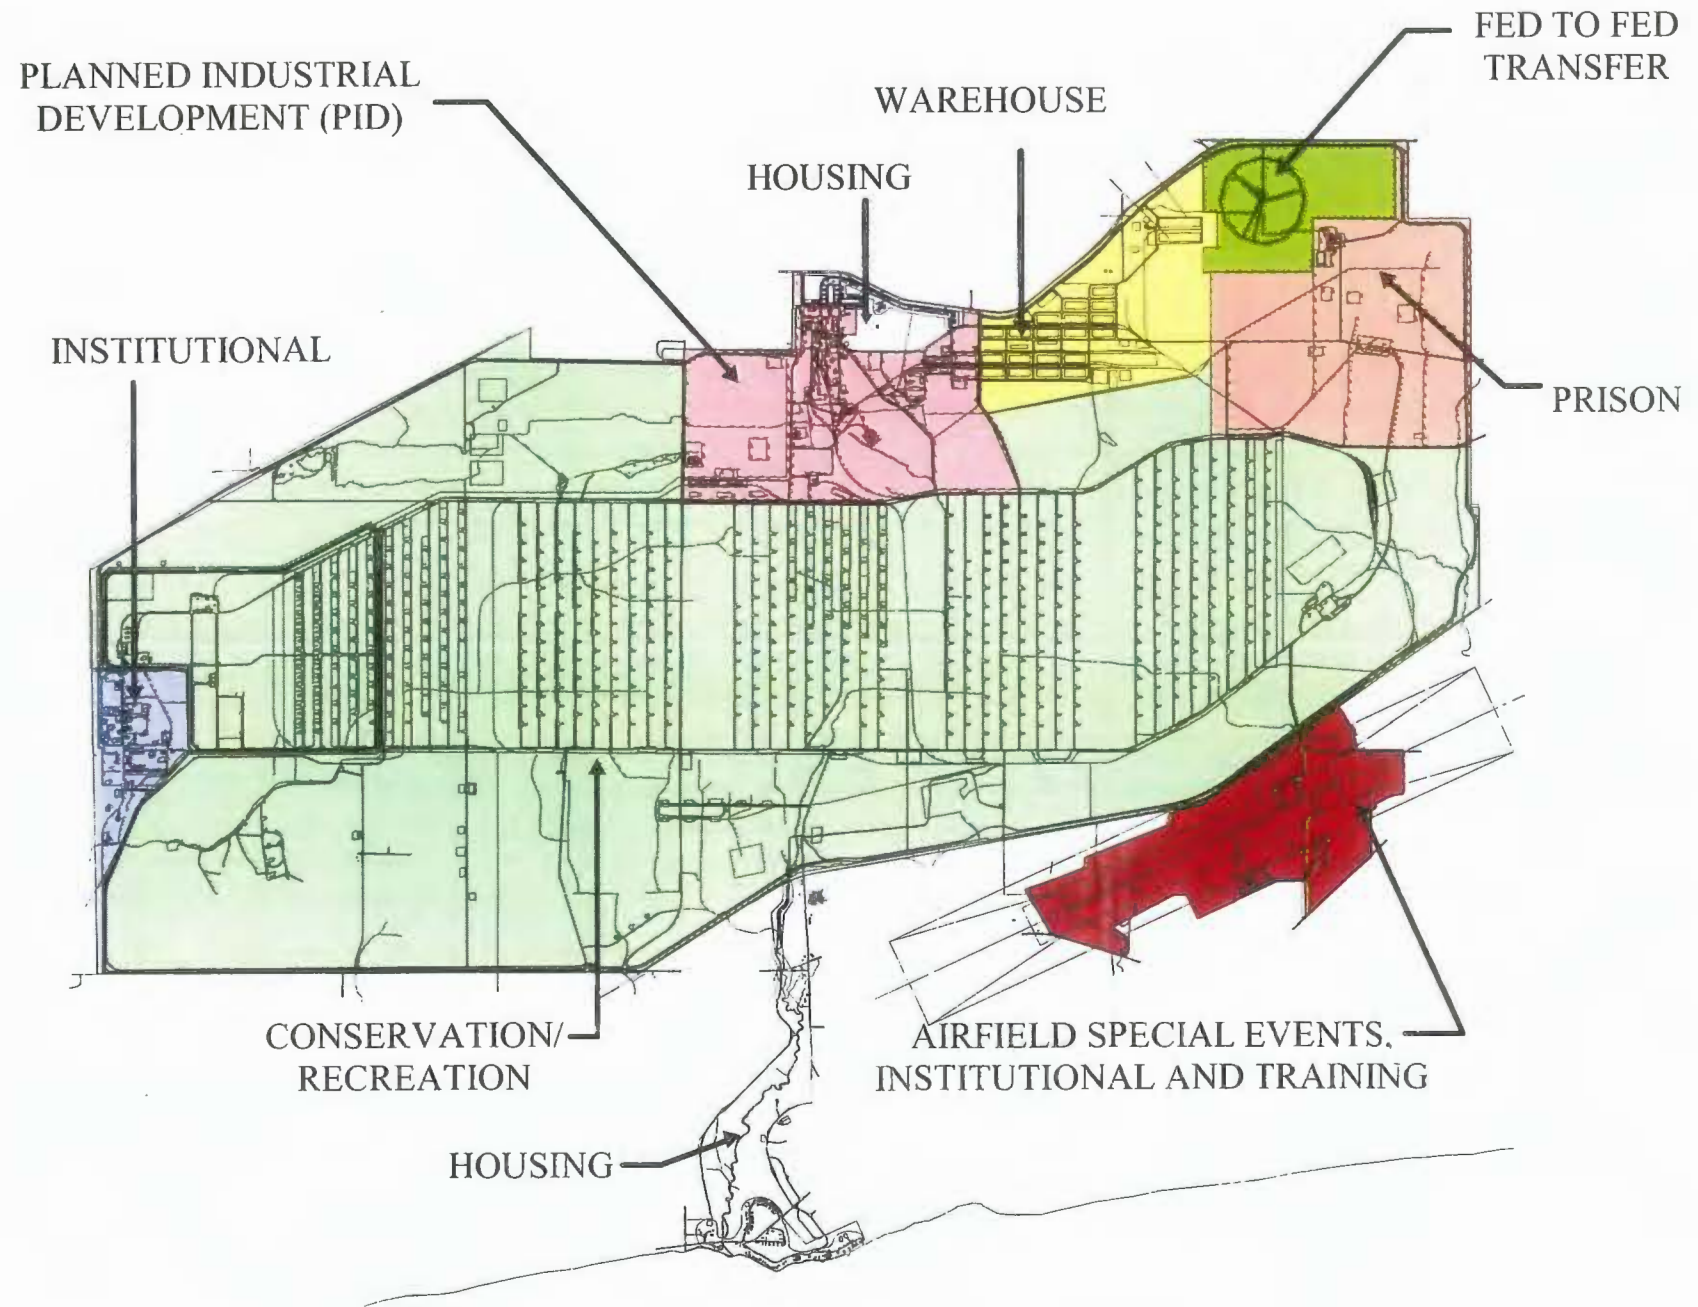 FED TO FED
TRANSFER
PLANNED INDUSTRIAL
DEVELOPMENT (PID)
WAREHOUSE
HOUSING
INSTITUTIONAL
PRISON
CONSERVATION/
RECREATION
AIRFIELD SPECIAL EVENTS,
INSTITUTIONAL AND TRAINING
HOUSING